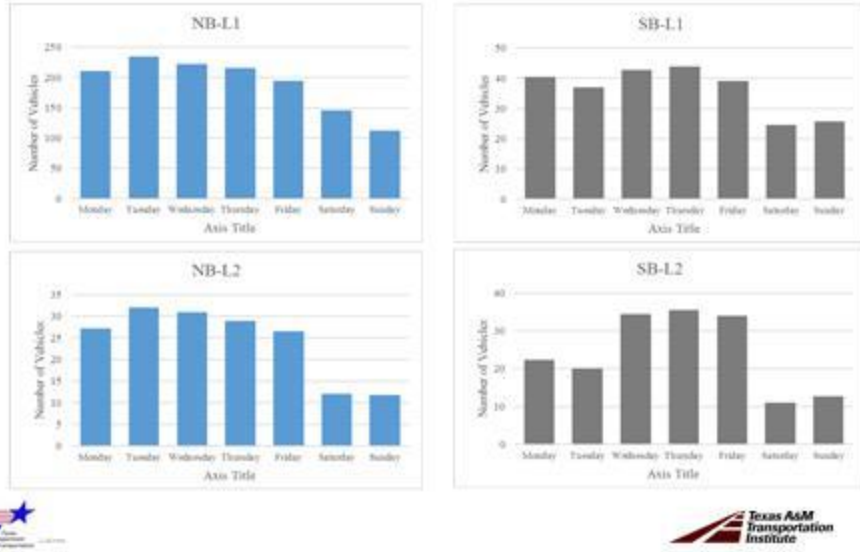 NB-L1
Number of Vehicles
250
200
150
100
50
0
Monday Tuesday Wednesday Thursday Friday Saturday Sunday
Axis Title
SB-L1
Number of Vehicles
50
40
30
20
10
0
Monday Tuesday Wednesday Thursday Friday Saturday Sunday
Axis Title
NB-L2
Number of Vehicles
35
30
25
20
15
10
5
0
Monday Tuesday Wednesday Thursday Friday Saturday Sunday
Axis Title
SB-L2
Number of Vehicles
40
30
20
10
0
Monday Tuesday Wednesday Thursday Friday Saturday Sunday
Axis Title
Texas A&M
Transportation
Institute